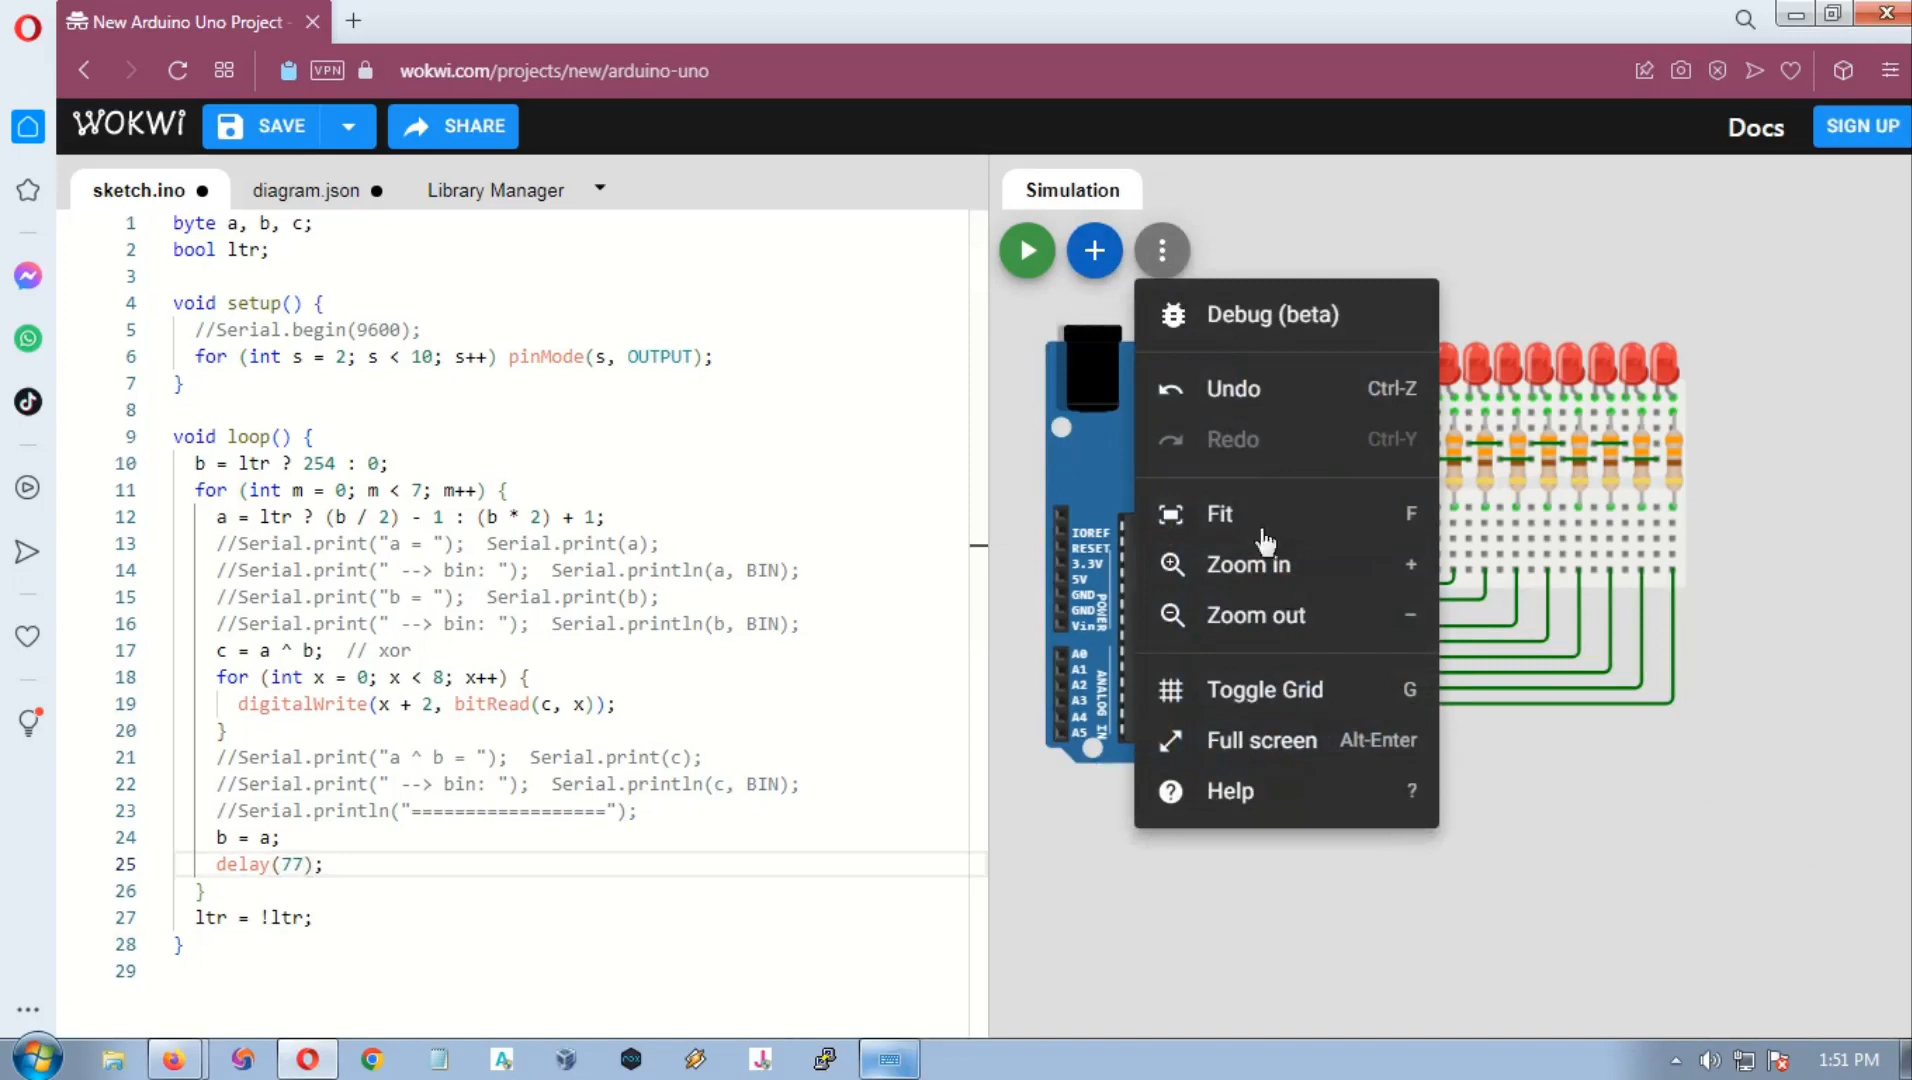 New Arduino Uno Project -
VPN
wokwi.com/projects/new/arduino-uno
WOKWi
SAVE
SHARE
Docs
SIGN UP
sketch.ino
diagram.json
Library Manager
Simulation
1 byte a, b, c;
2 bool ltr;
3
4 void setup() {
5 //Serial.begin(9600);
6 for (int s = 2; s < 10; s++) pinMode(s, OUTPUT);
7 }
8
9 void loop() {
10 b = ltr ? 254 : 0;
11 for (int m = 0; m < 7; m++) {
12 a = ltr ? (b / 2) - 1 : (b * 2) + 1;
13 //Serial.print("a = ");  Serial.print(a);
14 //Serial.print(" --> bin: ");  Serial.println(a, BIN);
15 //Serial.print("b = ");  Serial.print(b);
16 //Serial.print(" --> bin: ");  Serial.println(b, BIN);
17 c = a ^ b;  // xor
18 for (int x = 0; x < 8; x++) {
19 digitalWrite(x + 2, bitRead(c, x));
20 }
21 //Serial.print("a ^ b = ");  Serial.print(c);
22 //Serial.print(" --> bin: ");  Serial.println(c, BIN);
23 //Serial.println("==================");
24 b = a;
25 delay(77);
26 }
27 ltr = !ltr;
28 }
29
Debug (beta)
Undo Ctrl-Z
Redo Ctrl-Y
Fit F
Zoom in +
Zoom out −
Toggle Grid G
Full screen Alt-Enter
Help ?
IOREF
RESET
3.3V
5V
GND
GND
Vin
POWER
A0
A1
A2
A3
A4
A5
ANALOG IN
1:51 PM